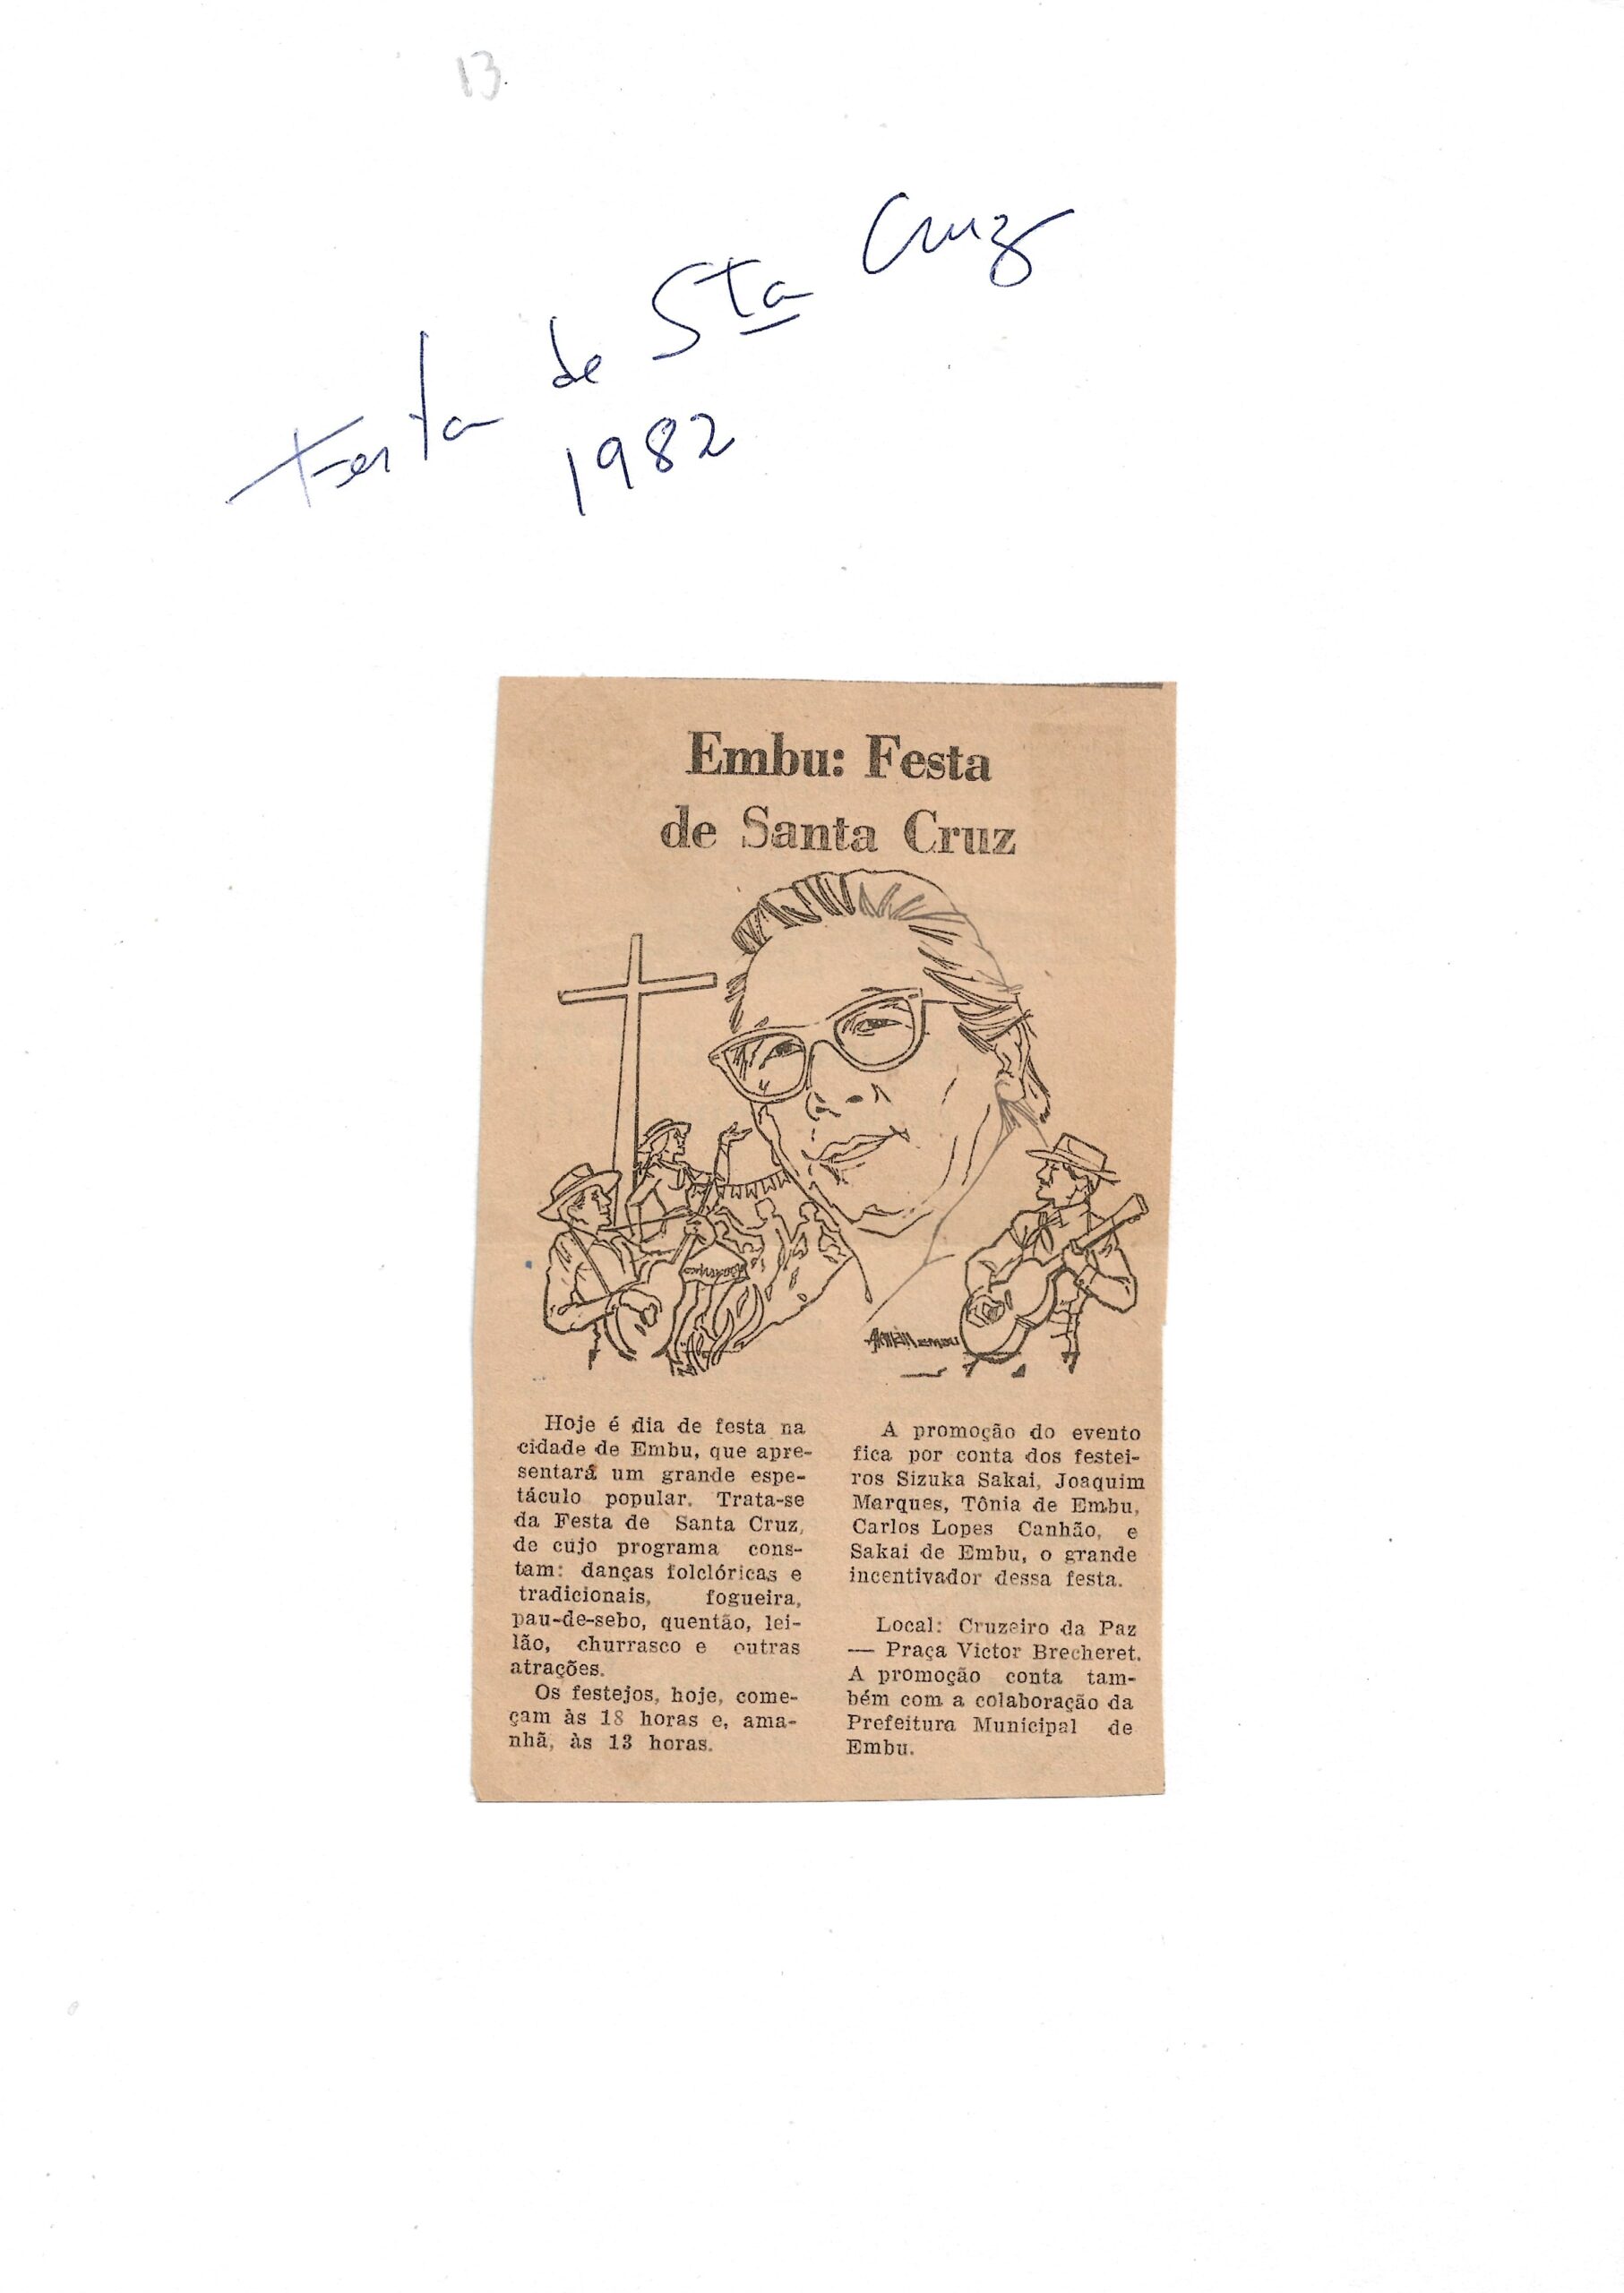 13
Festa de Sta Cruz
1982
Embu: Festa
de Santa Cruz
Hoje é dia de festa na
cidade de Embu, que apre-
sentará um grande espe-
táculo popular. Trata-se
da Festa de Santa Cruz,
de cujo programa cons-
tam: danças folclóricas e
tradicionais, fogueira,
pau-de-sebo, quentão, lei-
lão, churrasco e outras
atrações.
Os festejos, hoje, come-
çam às 18 horas e, ama-
nhã, às 13 horas.
A promoção do evento
fica por conta dos festei-
ros Sizuka Sakai, Joaquim
Marques, Tônia de Embu,
Carlos Lopes Canhão, e
Sakai de Embu, o grande
incentivador dessa festa.
Local: Cruzeiro da Paz
— Praça Victor Brecheret.
A promoção conta tam-
bém com a colaboração da
Prefeitura Municipal de
Embu.